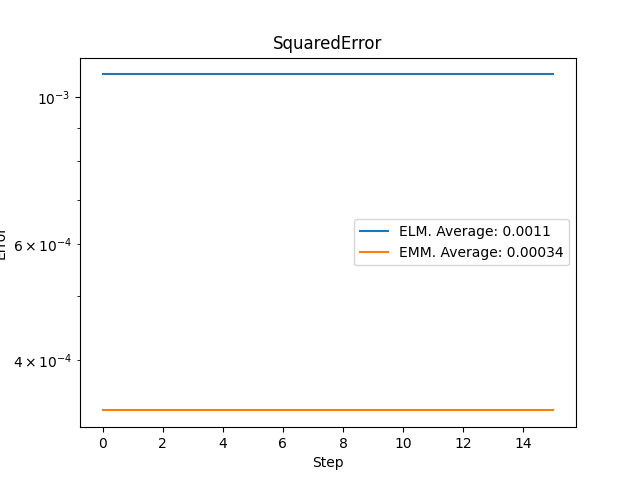 SquaredError
10⁻³
6 × 10⁻⁴
4 × 10⁻⁴
Error
ELM. Average: 0.0011
EMM. Average: 0.00034
0 2 4 6 8 10 12 14
Step